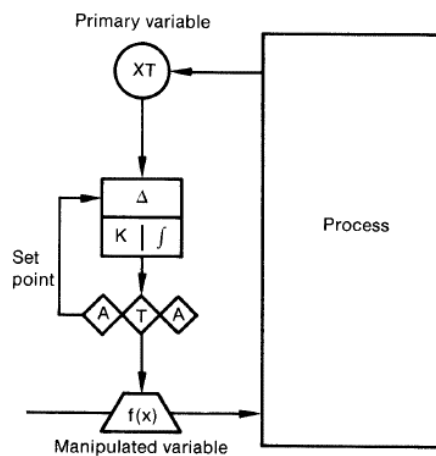 Primary variable
XT
Δ
K ∫
Process
Set
point
A T A
f(x)
Manipulated variable